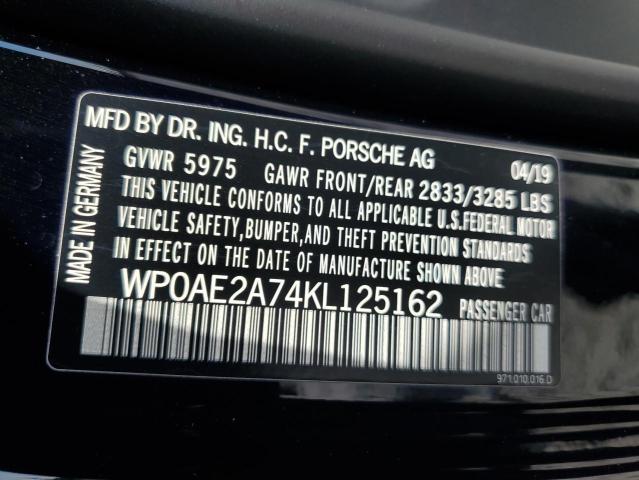 MFD BY DR. ING. H.C. F. PORSCHE AG 04/19
MADE IN GERMANY
GVWR 5975 GAWR FRONT/REAR 2833/3285 LBS
THIS VEHICLE CONFORMS TO ALL APPLICABLE U.S.FEDERAL MOTOR
VEHICLE SAFETY,BUMPER,AND THEFT PREVENTION STANDARDS
IN EFFECT ON THE DATE OF MANUFACTURE SHOWN ABOVE
WP0AE2A74KL125162 PASSENGER CAR
971.010.016.D